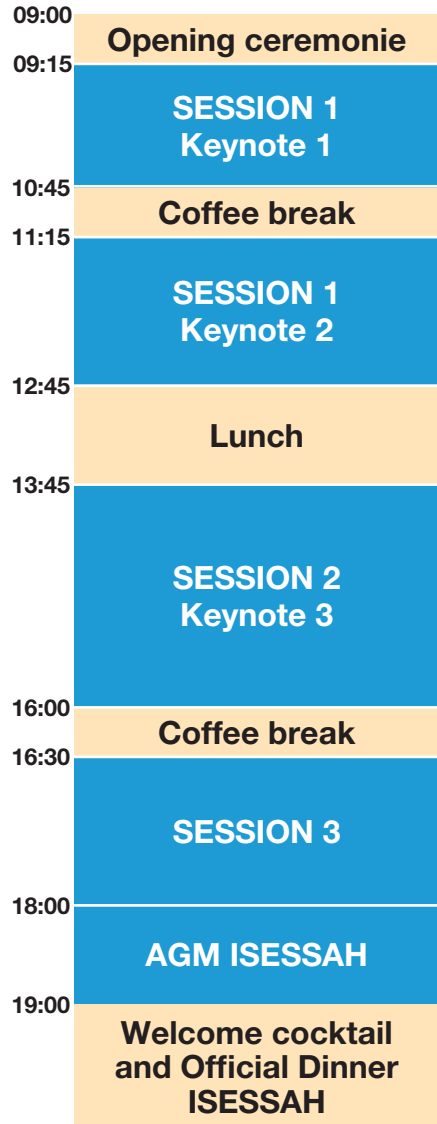 09:00
Opening ceremonie
09:15
SESSION 1
Keynote 1
10:45
Coffee break
11:15
SESSION 1
Keynote 2
12:45
Lunch
13:45
SESSION 2
Keynote 3
16:00
Coffee break
16:30
SESSION 3
18:00
AGM ISESSAH
19:00
Welcome cocktail
and Official Dinner
ISESSAH